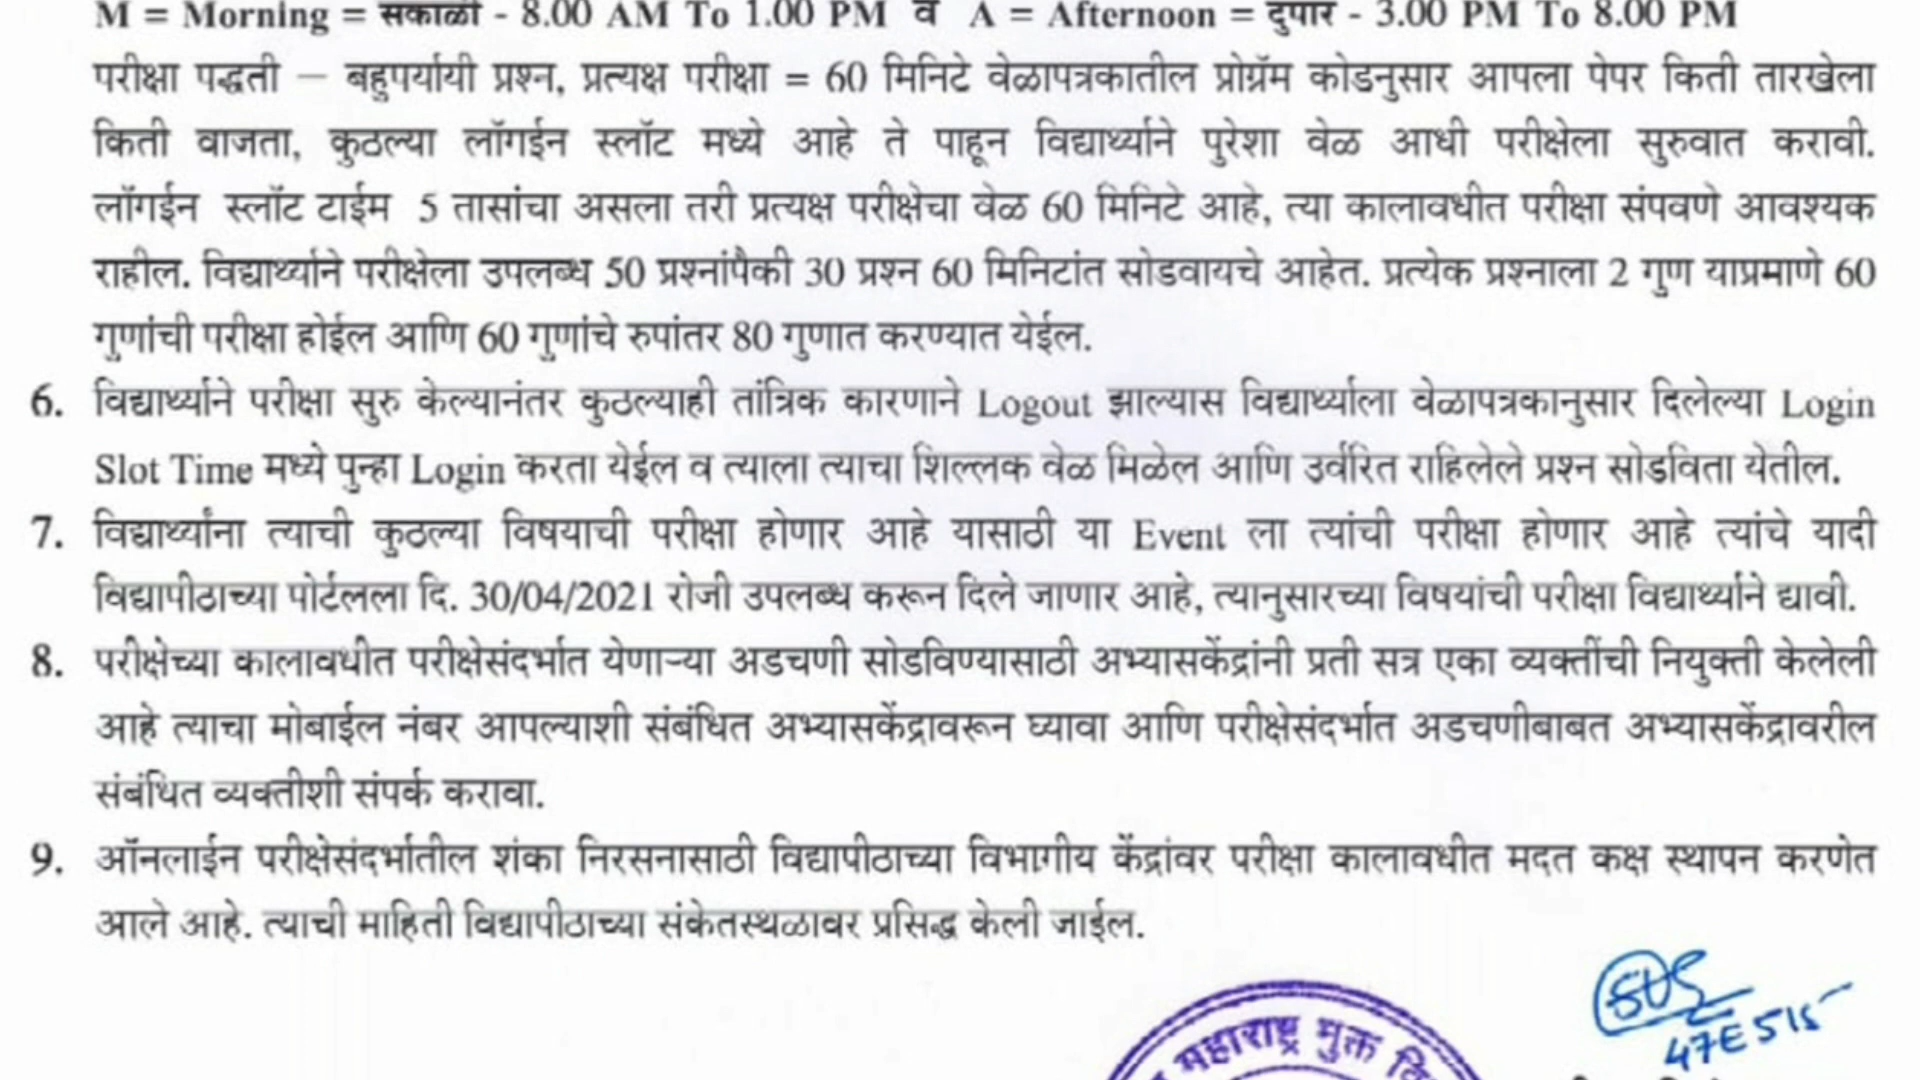 M = Morning = सकाळी - 8.00 AM To 1.00 PM व A = Afternoon = दुपार - 3.00 PM To 8.00 PM
परीक्षा पद्धती – बहुपर्यायी प्रश्न, प्रत्यक्ष परीक्षा = 60 मिनिटे वेळापत्रकातील प्रोग्रॅम कोडनुसार आपला पेपर किती तारखेला
किती वाजता, कुठल्या लॉगईन स्लॉट मध्ये आहे ते पाहून विद्यार्थ्याने पुरेशा वेळ आधी परीक्षेला सुरुवात करावी.
लॉगईन स्लॉट टाईम 5 तासांचा असला तरी प्रत्यक्ष परीक्षेचा वेळ 60 मिनिटे आहे, त्या कालावधीत परीक्षा संपवणे आवश्यक
राहील. विद्यार्थ्याने परीक्षेला उपलब्ध 50 प्रश्नांपैकी 30 प्रश्न 60 मिनिटांत सोडवायचे आहेत. प्रत्येक प्रश्नाला 2 गुण याप्रमाणे 60
गुणांची परीक्षा होईल आणि 60 गुणांचे रुपांतर 80 गुणात करण्यात येईल.
6. विद्यार्थ्याने परीक्षा सुरु केल्यानंतर कुठल्याही तांत्रिक कारणाने Logout झाल्यास विद्यार्थ्याला वेळापत्रकानुसार दिलेल्या Login
Slot Time मध्ये पुन्हा Login करता येईल व त्याला त्याचा शिल्लक वेळ मिळेल आणि उर्वरित राहिलेले प्रश्न सोडविता येतील.
7. विद्यार्थ्यांना त्याची कुठल्या विषयाची परीक्षा होणार आहे यासाठी या Event ला त्यांची परीक्षा होणार आहे त्यांचे यादी
विद्यापीठाच्या पोर्टलला दि. 30/04/2021 रोजी उपलब्ध करून दिले जाणार आहे, त्यानुसारच्या विषयांची परीक्षा विद्यार्थ्याने द्यावी.
8. परीक्षेच्या कालावधीत परीक्षेसंदर्भात येणाऱ्या अडचणी सोडविण्यासाठी अभ्यासकेंद्रांनी प्रती सत्र एका व्यक्तींची नियुक्ती केलेली
आहे त्याचा मोबाईल नंबर आपल्याशी संबंधित अभ्यासकेंद्रावरून घ्यावा आणि परीक्षेसंदर्भात अडचणीबाबत अभ्यासकेंद्रावरील
संबंधित व्यक्तीशी संपर्क करावा.
9. ऑनलाईन परीक्षेसंदर्भातील शंका निरसनासाठी विद्यापीठाच्या विभागीय केंद्रांवर परीक्षा कालावधीत मदत कक्ष स्थापन करणेत
आले आहे. त्याची माहिती विद्यापीठाच्या संकेतस्थळावर प्रसिद्ध केली जाईल.
महाराष्ट्र मुक्त